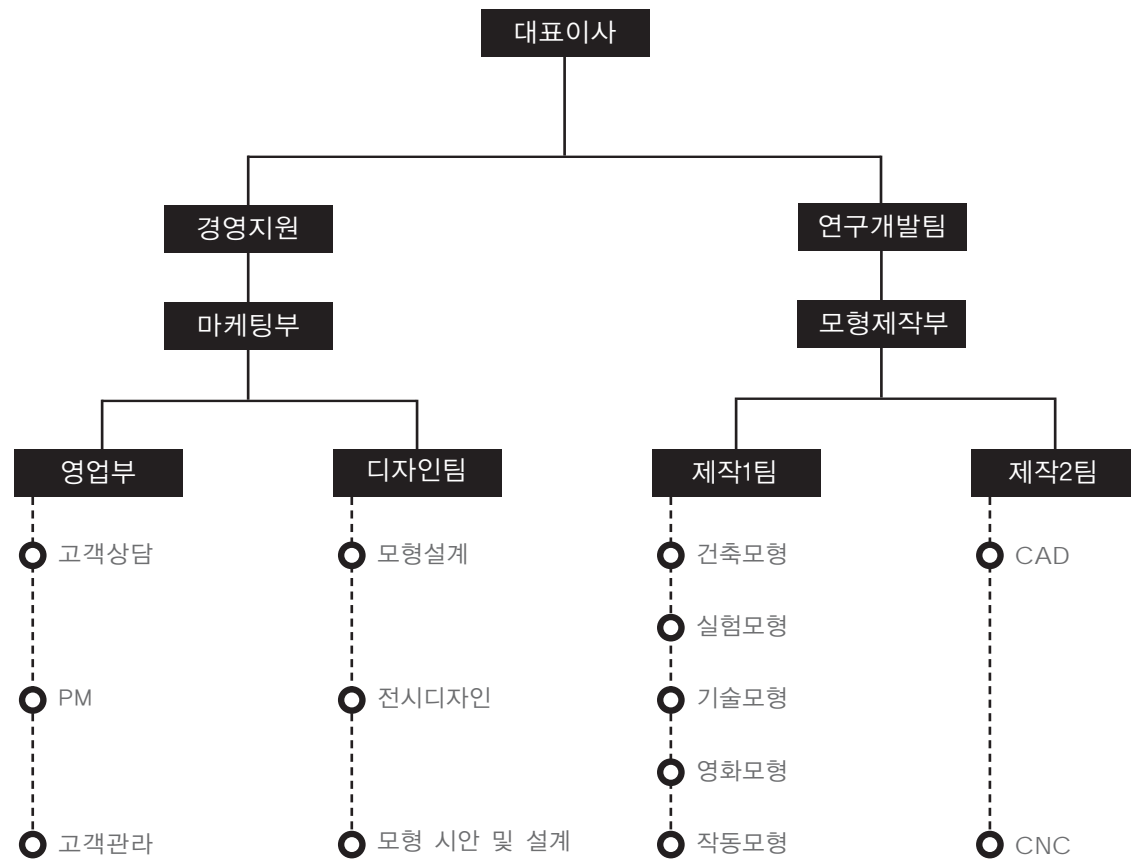 대표이사
경영지원
연구개발팀
마케팅부
모형제작부
영업부
디자인팀
제작1팀
제작2팀
고객상담
모형설계
건축모형
CAD
실험모형
PM
전시디자인
기술모형
영화모형
고객관라
모형 시안 및 설계
작동모형
CNC